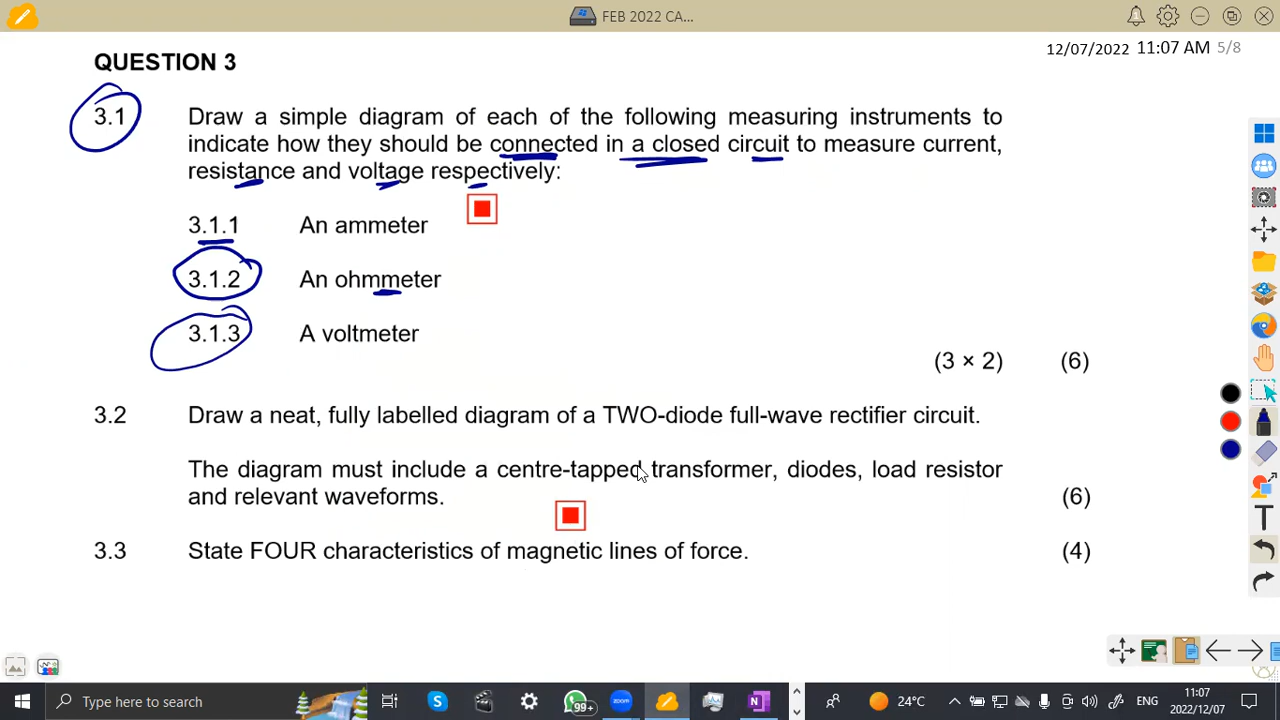 FEB 2022 CA...
12/07/2022 11:07 AM 5/8
QUESTION 3
3.1 Draw a simple diagram of each of the following measuring instruments to
indicate how they should be connected in a closed circuit to measure current,
resistance and voltage respectively:
3.1.1 An ammeter
3.1.2 An ohmmeter
3.1.3 A voltmeter
(3 × 2) (6)
3.2 Draw a neat, fully labelled diagram of a TWO-diode full-wave rectifier circuit.
The diagram must include a centre-tapped transformer, diodes, load resistor
and relevant waveforms. (6)
3.3 State FOUR characteristics of magnetic lines of force. (4)
Type here to search
99+
zoom
24°C
ENG
11:07
2022/12/07